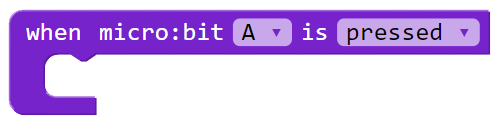 when micro:bit A ▾ is pressed ▾